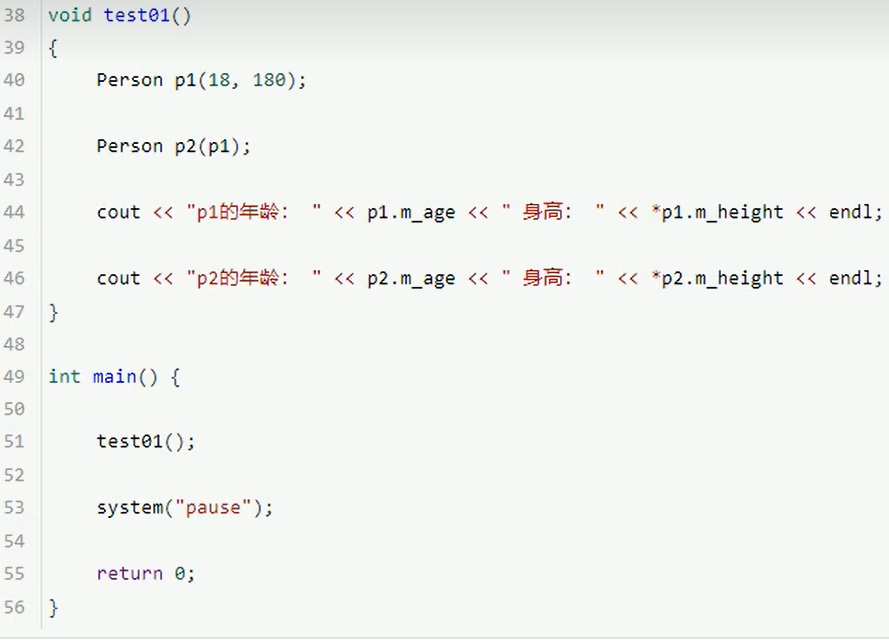 38 void test01()
39 {
40 Person p1(18, 180);
41
42 Person p2(p1);
43
44 cout << "p1的年龄： " << p1.m_age << " 身高： " << *p1.m_height << endl;
45
46 cout << "p2的年龄： " << p2.m_age << " 身高： " << *p2.m_height << endl;
47 }
48
49 int main() {
50
51 test01();
52
53 system("pause");
54
55 return 0;
56 }